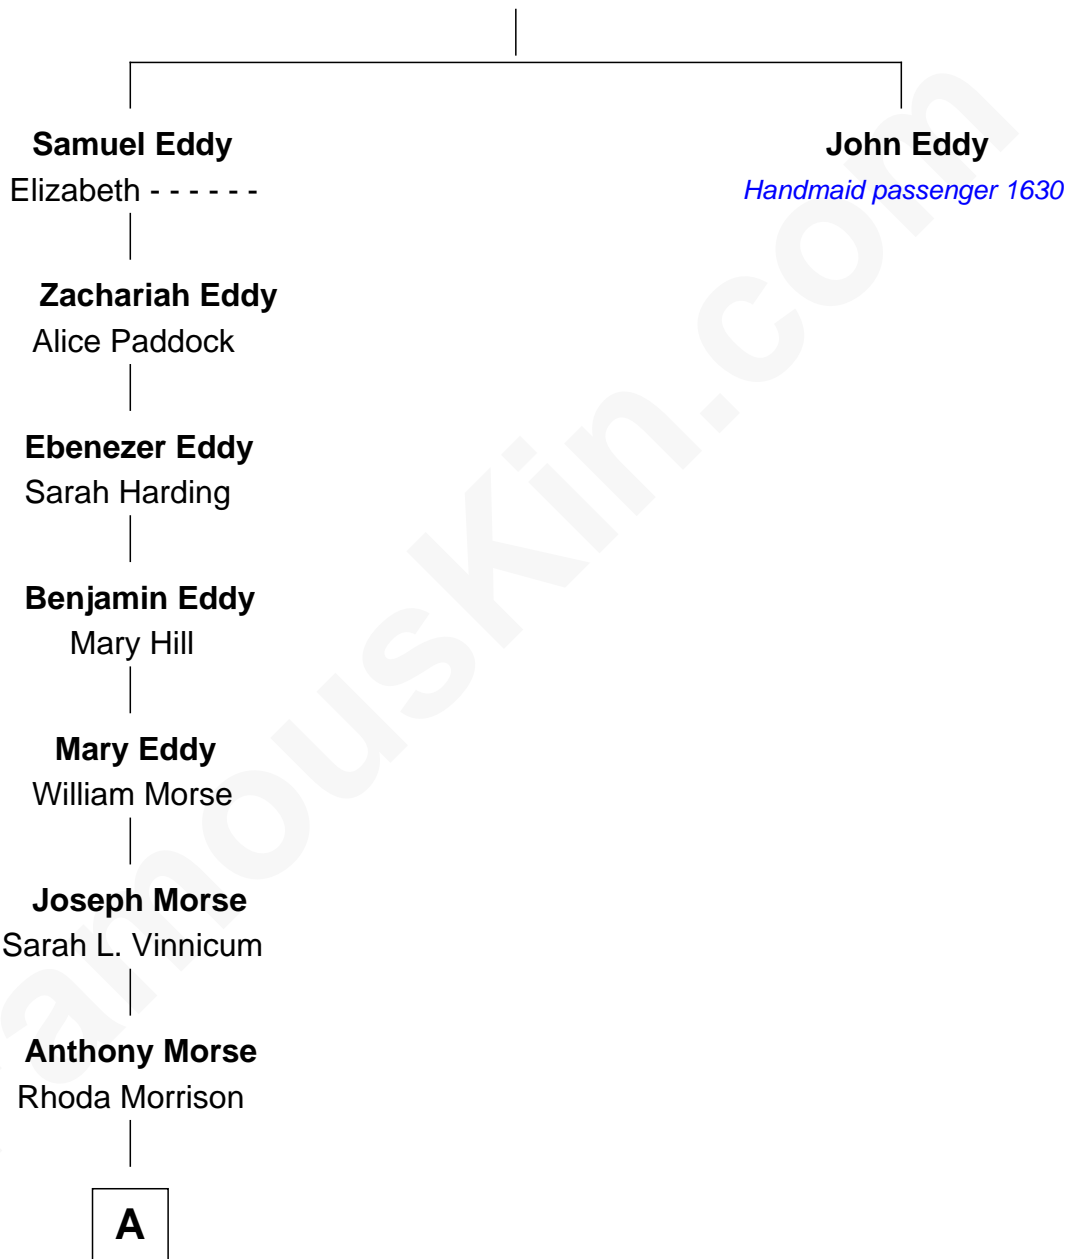 Samuel Eddy
John Eddy
Elizabeth - - - - - -
Handmaid passenger 1630
Zachariah Eddy
Alice Paddock
Ebenezer Eddy
Sarah Harding
Benjamin Eddy
Mary Hill
Mary Eddy
William Morse
Joseph Morse
Sarah L. Vinnicum
Anthony Morse
Rhoda Morrison
A
amouskin.com